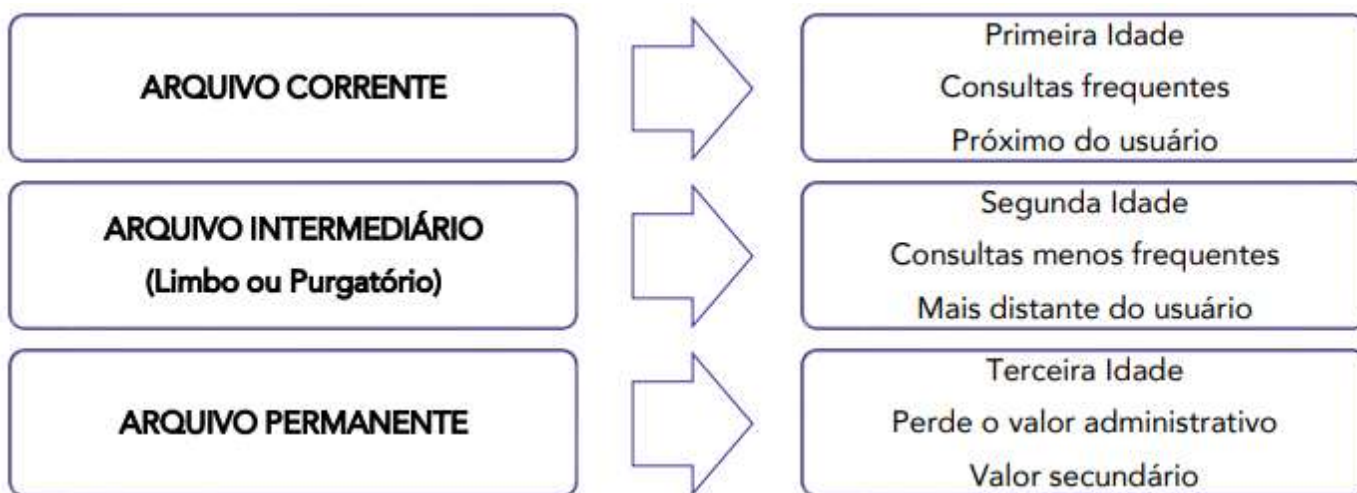 ARQUIVO CORRENTE
Primeira Idade
Consultas frequentes
Próximo do usuário
ARQUIVO INTERMEDIÁRIO
(Limbo ou Purgatório)
Segunda Idade
Consultas menos frequentes
Mais distante do usuário
ARQUIVO PERMANENTE
Terceira Idade
Perde o valor administrativo
Valor secundário